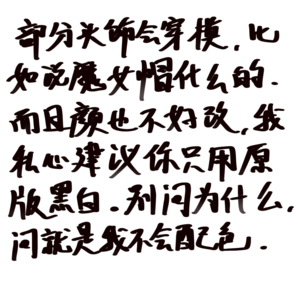 部分头饰会穿模，比
如说魔女帽什么的．
而且颜也不好改，我
私心建议你只用原
版黑白．别问为什么，
问就是我不会配色．